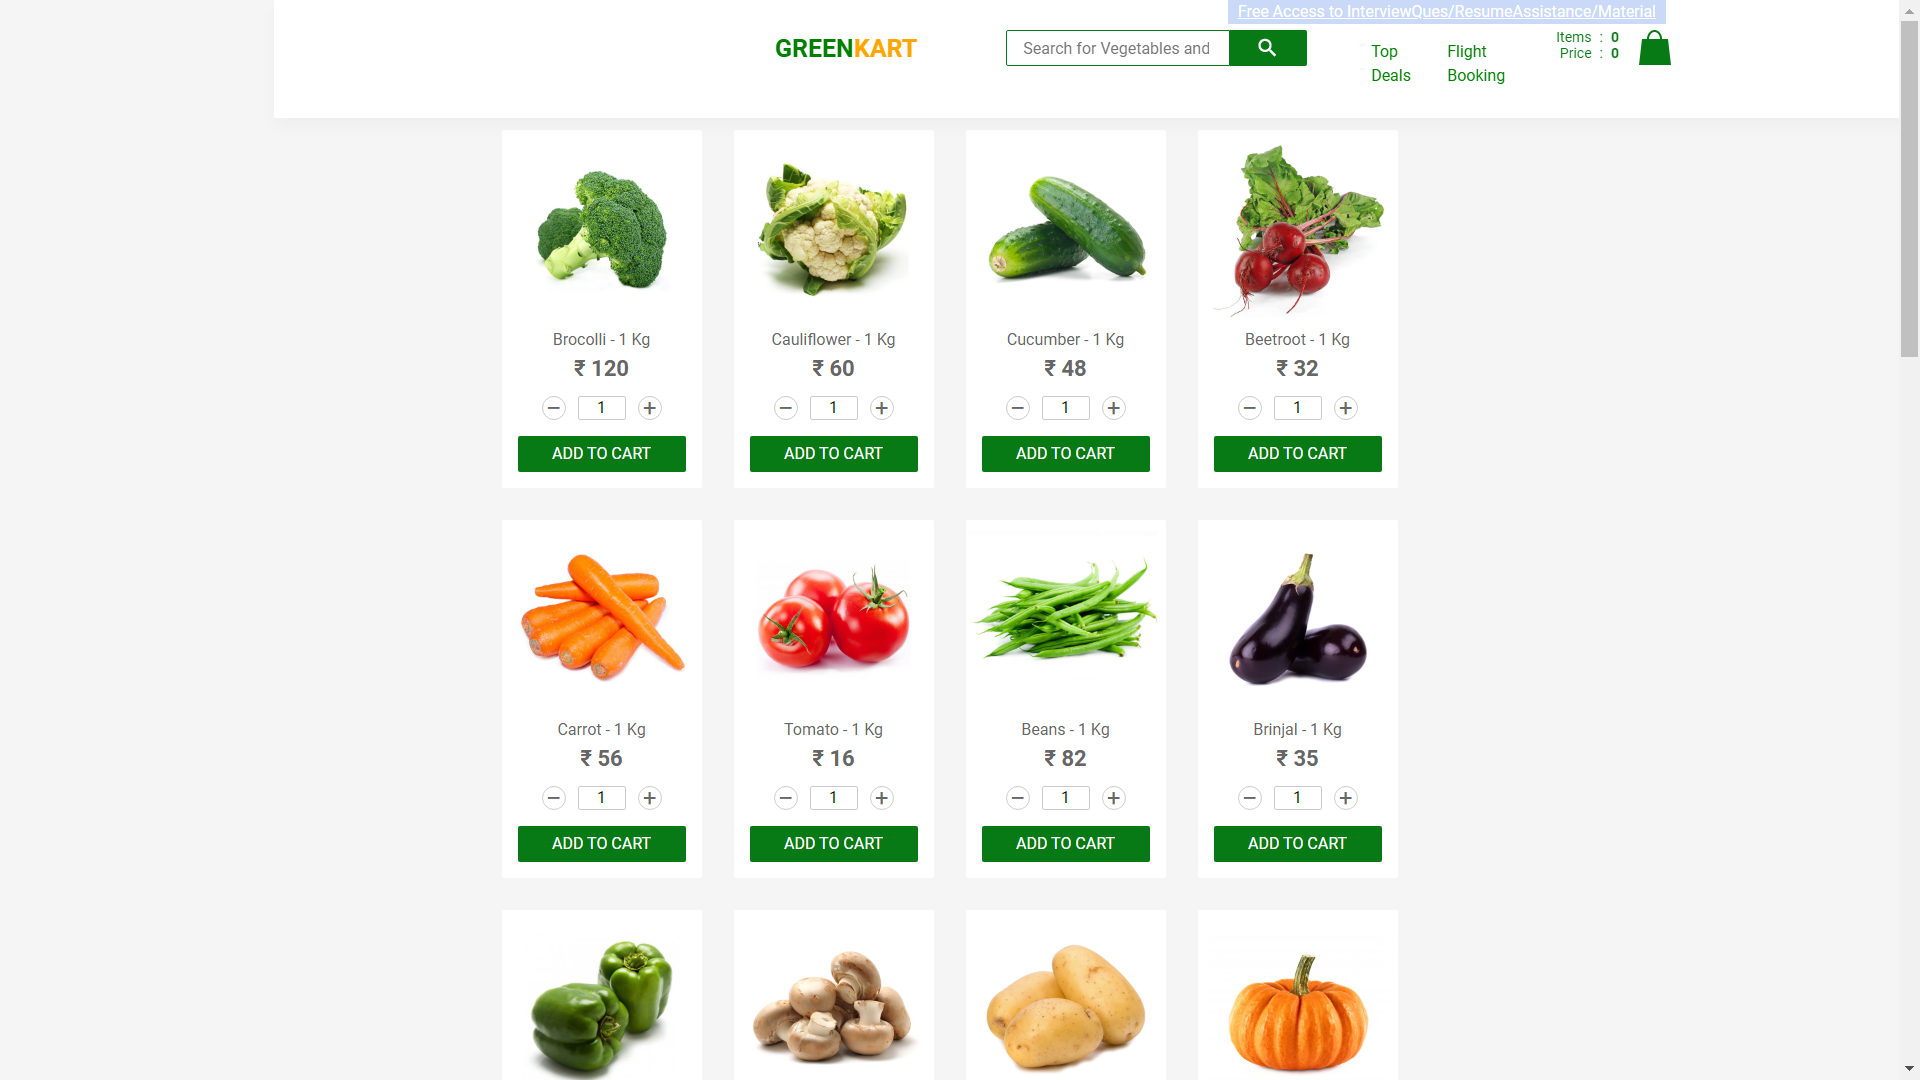 Free Access to InterviewQues/ResumeAssistance/Material
GREENKART
Search for Vegetables and
Top
Deals
Flight
Booking
Items : 0
Price : 0
Brocolli - 1 Kg
₹ 120
− 1 +
ADD TO CART
Cauliflower - 1 Kg
₹ 60
− 1 +
ADD TO CART
Cucumber - 1 Kg
₹ 48
− 1 +
ADD TO CART
Beetroot - 1 Kg
₹ 32
− 1 +
ADD TO CART
Carrot - 1 Kg
₹ 56
− 1 +
ADD TO CART
Tomato - 1 Kg
₹ 16
− 1 +
ADD TO CART
Beans - 1 Kg
₹ 82
− 1 +
ADD TO CART
Brinjal - 1 Kg
₹ 35
− 1 +
ADD TO CART